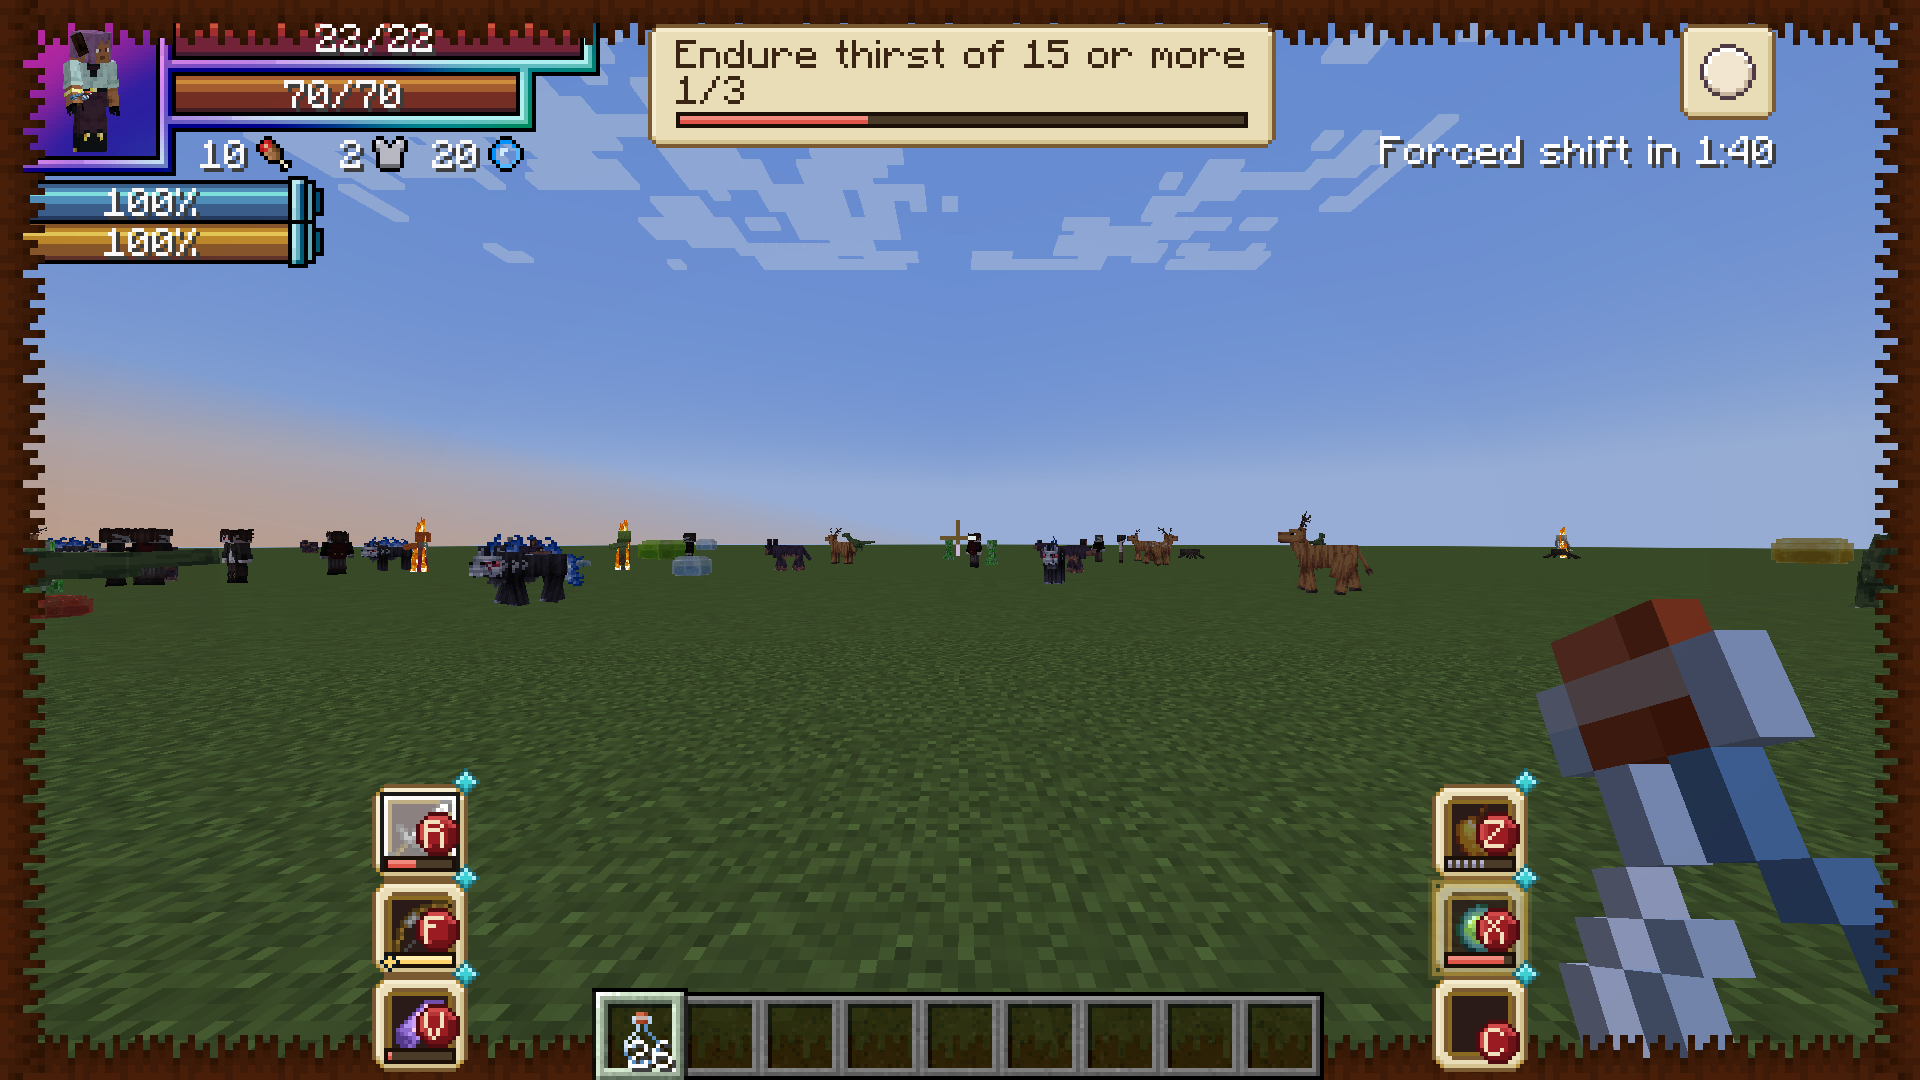 22/22
70/70
10 2 20
100%
100%
Endure thirst of 15 or more
1/3
Forced shift in 1:40
R
F
V
Z
X
C
26